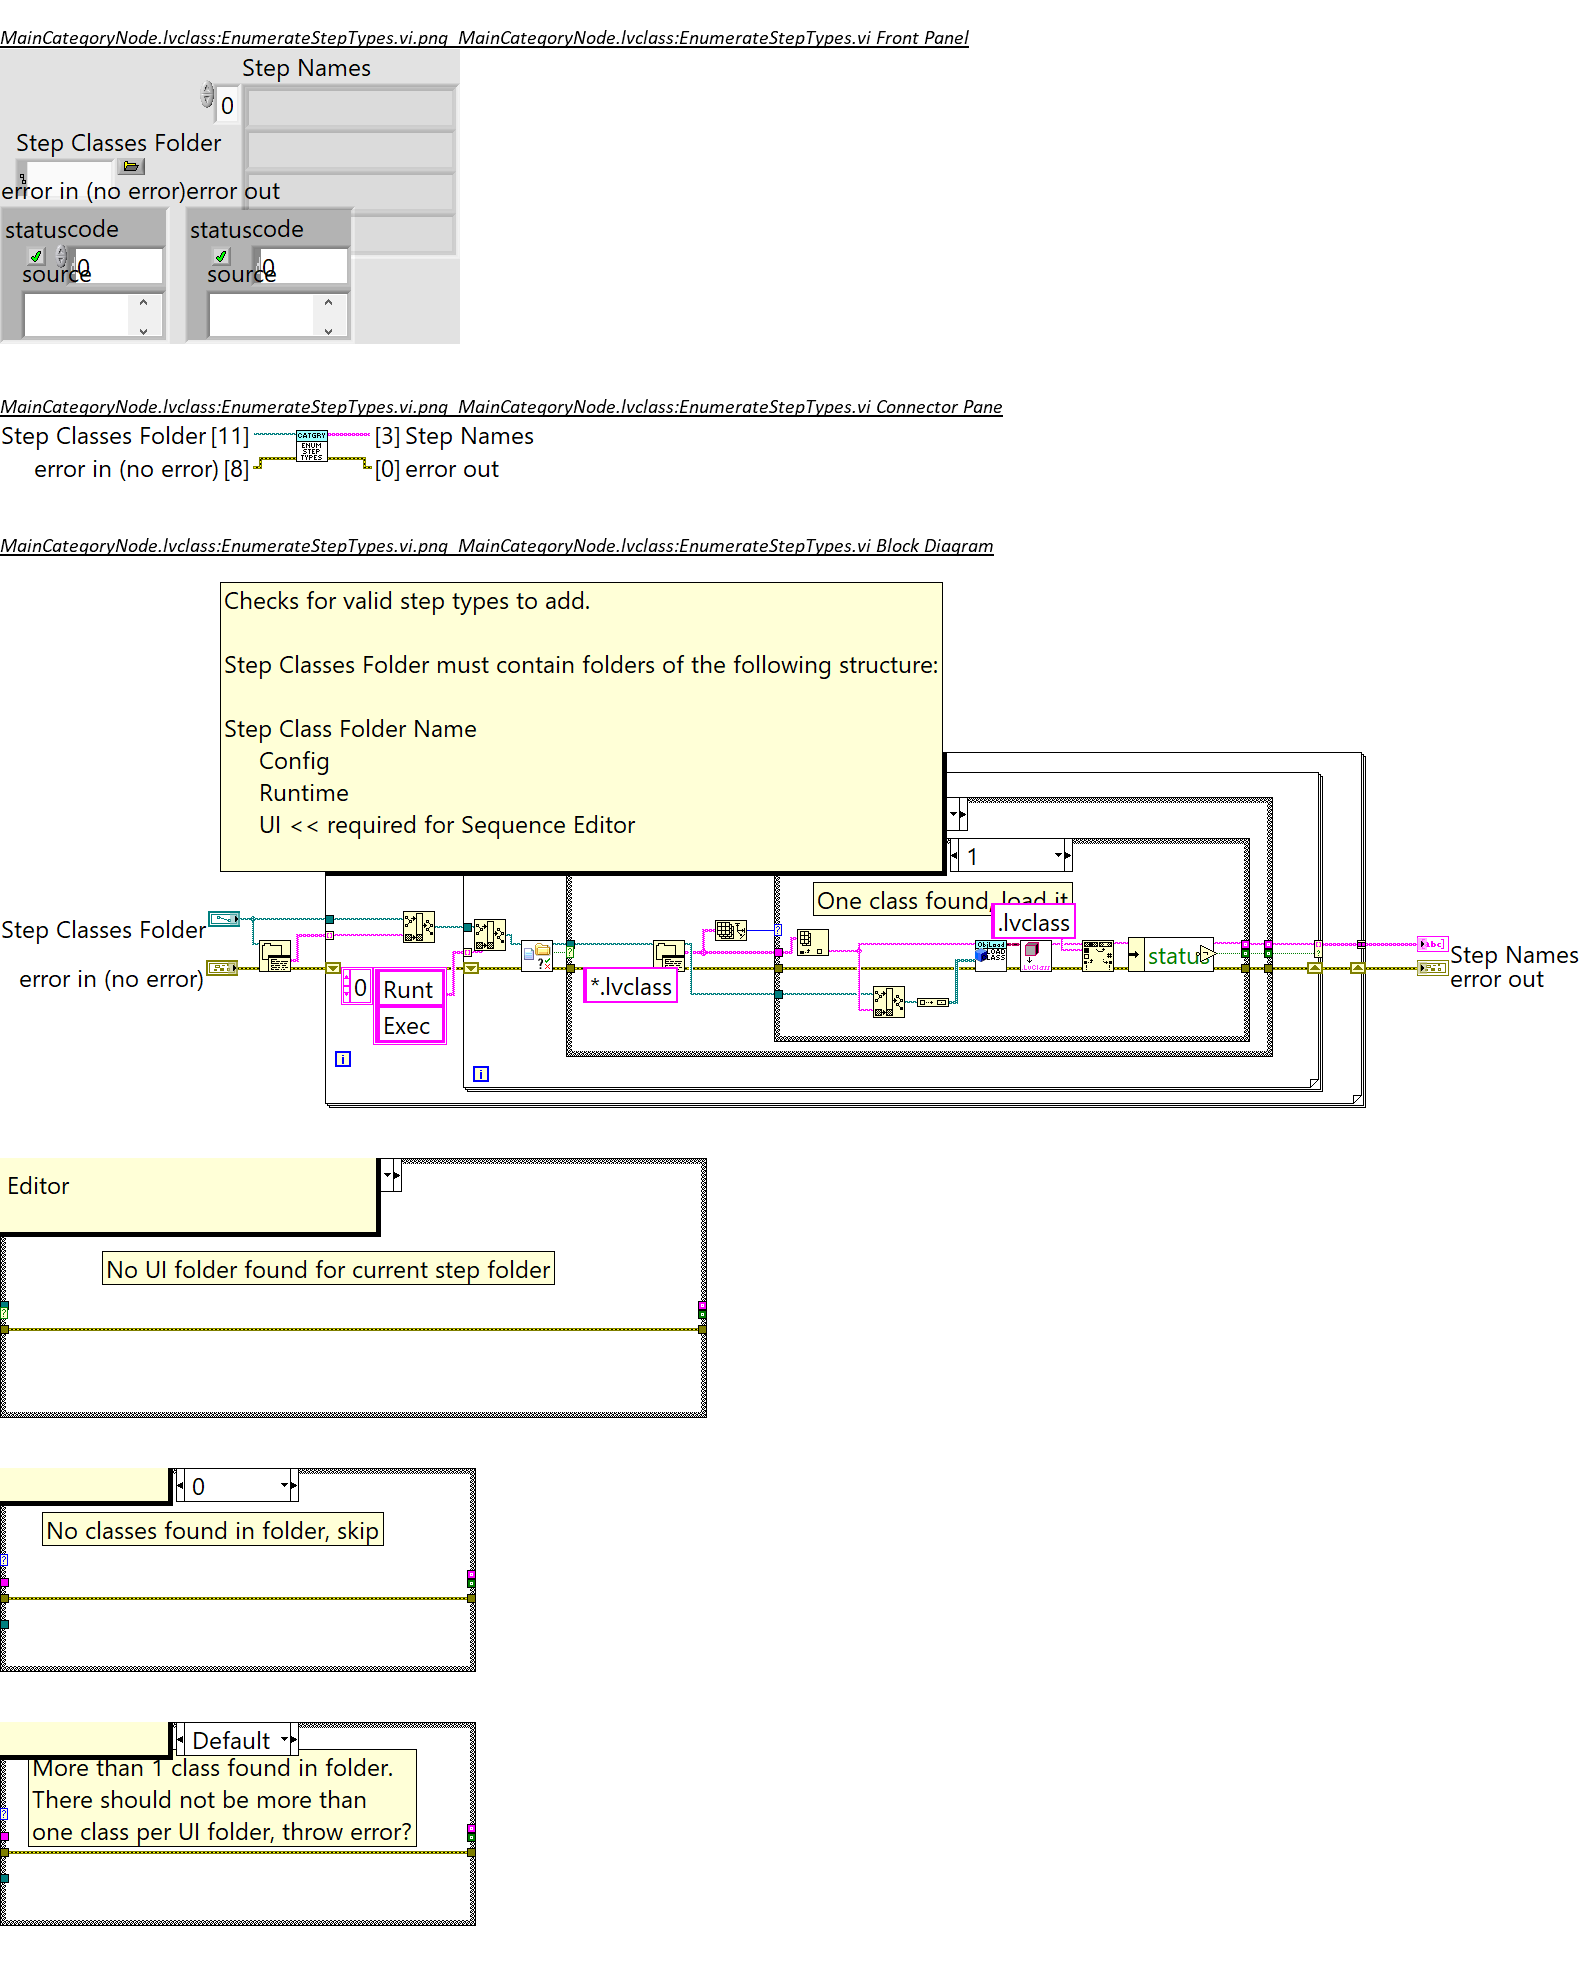 MainCategoryNode.lvclass:EnumerateStepTypes.vi.png MainCategoryNode.lvclass:EnumerateStepTypes.vi Front Panel
Step Names
0
Step Classes Folder
error in (no error)
error out
status code
0
source
status code
0
source
MainCategoryNode.lvclass:EnumerateStepTypes.vi.png MainCategoryNode.lvclass:EnumerateStepTypes.vi Connector Pane
Step Classes Folder [11]
CATGRY
ENUM
STEP
TYPES
[3] Step Names
error in (no error) [8]
[0] error out
MainCategoryNode.lvclass:EnumerateStepTypes.vi.png MainCategoryNode.lvclass:EnumerateStepTypes.vi Block Diagram
Checks for valid step types to add.
Step Classes Folder must contain folders of the following structure:
Step Class Folder Name
Config
Runtime
UI << required for Sequence Editor
1
One class found, load it
.lvclass
Step Classes Folder
error in (no error)
0
Runt
Exec
*.lvclass
status
Abc
Step Names
error out
i
i
Editor
No UI folder found for current step folder
0
No classes found in folder, skip
Default
More than 1 class found in folder.
There should not be more than
one class per UI folder, throw error?